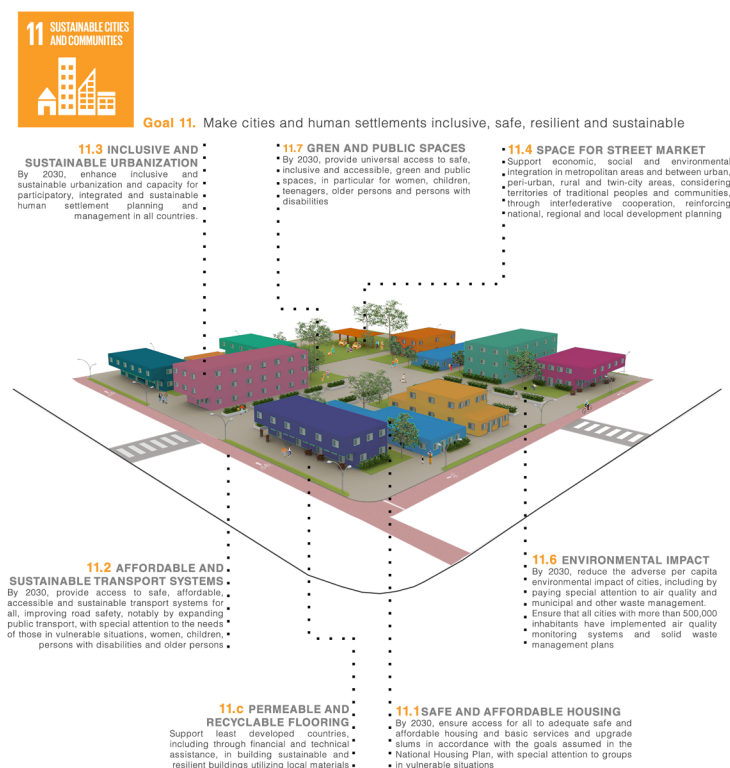 11 SUSTAINABLE CITIES
AND COMMUNITIES
Goal 11. Make cities and human settlements inclusive, safe, resilient and sustainable
11.3 INCLUSIVE AND
SUSTAINABLE URBANIZATION
By 2030, enhance inclusive and
sustainable urbanization and capacity for
participatory, integrated and sustainable
human settlement planning and
management in all countries.
11.7 GREN AND PUBLIC SPACES
By 2030, provide universal access to safe,
inclusive and accessible, green and public
spaces, in particular for women, children,
teenagers, older persons and persons with
disabilities
11.4 SPACE FOR STREET MARKET
Support economic, social and environmental
integration in metropolitan areas and between urban,
peri-urban, rural and twin-city areas, considering
territories of traditional peoples and communities,
through interfederative cooperation, reinforcing
national, regional and local development planning
11.2 AFFORDABLE AND
SUSTAINABLE TRANSPORT SYSTEMS
By 2030, provide access to safe, affordable,
accessible and sustainable transport systems for
all, improving road safety, notably by expanding
public transport, with special attention to the needs
of those in vulnerable situations, women, children,
persons with disabilities and older persons
11.6 ENVIRONMENTAL IMPACT
By 2030, reduce the adverse per capita
environmental impact of cities, including by
paying special attention to air quality and
municipal and other waste management.
Ensure that all cities with more than 500,000
inhabitants have implemented air quality
monitoring systems and solid waste
management plans
11.c PERMEABLE AND
RECYCLABLE FLOORING
Support least developed countries,
including through financial and technical
assistance, in building sustainable and
resilient buildings utilizing local materials
11.1 SAFE AND AFFORDABLE HOUSING
By 2030, ensure access for all to adequate safe and
affordable housing and basic services and upgrade
slums in accordance with the goals assumed in the
National Housing Plan, with special attention to groups
in vulnerable situations